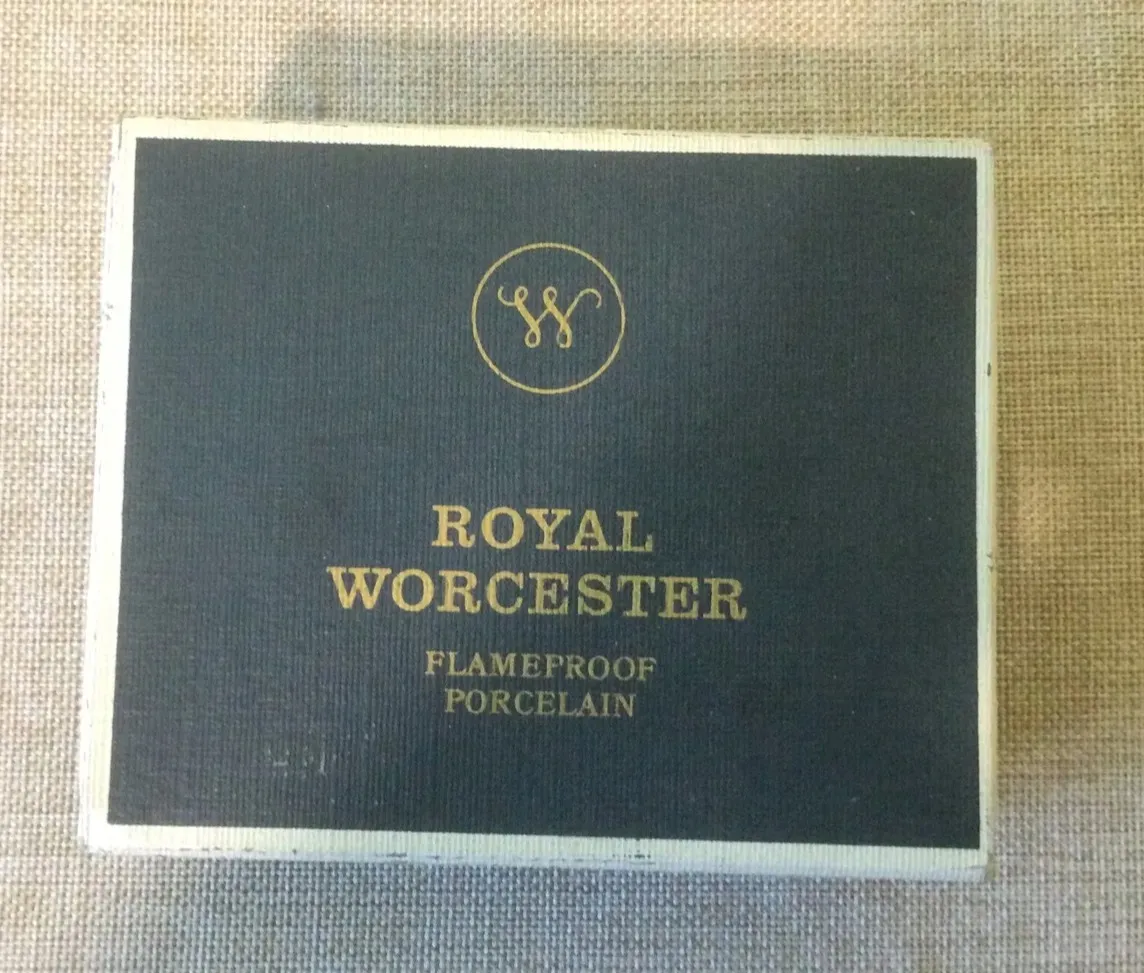 W
ROYAL
WORCESTER
FLAMEPROOF
PORCELAIN